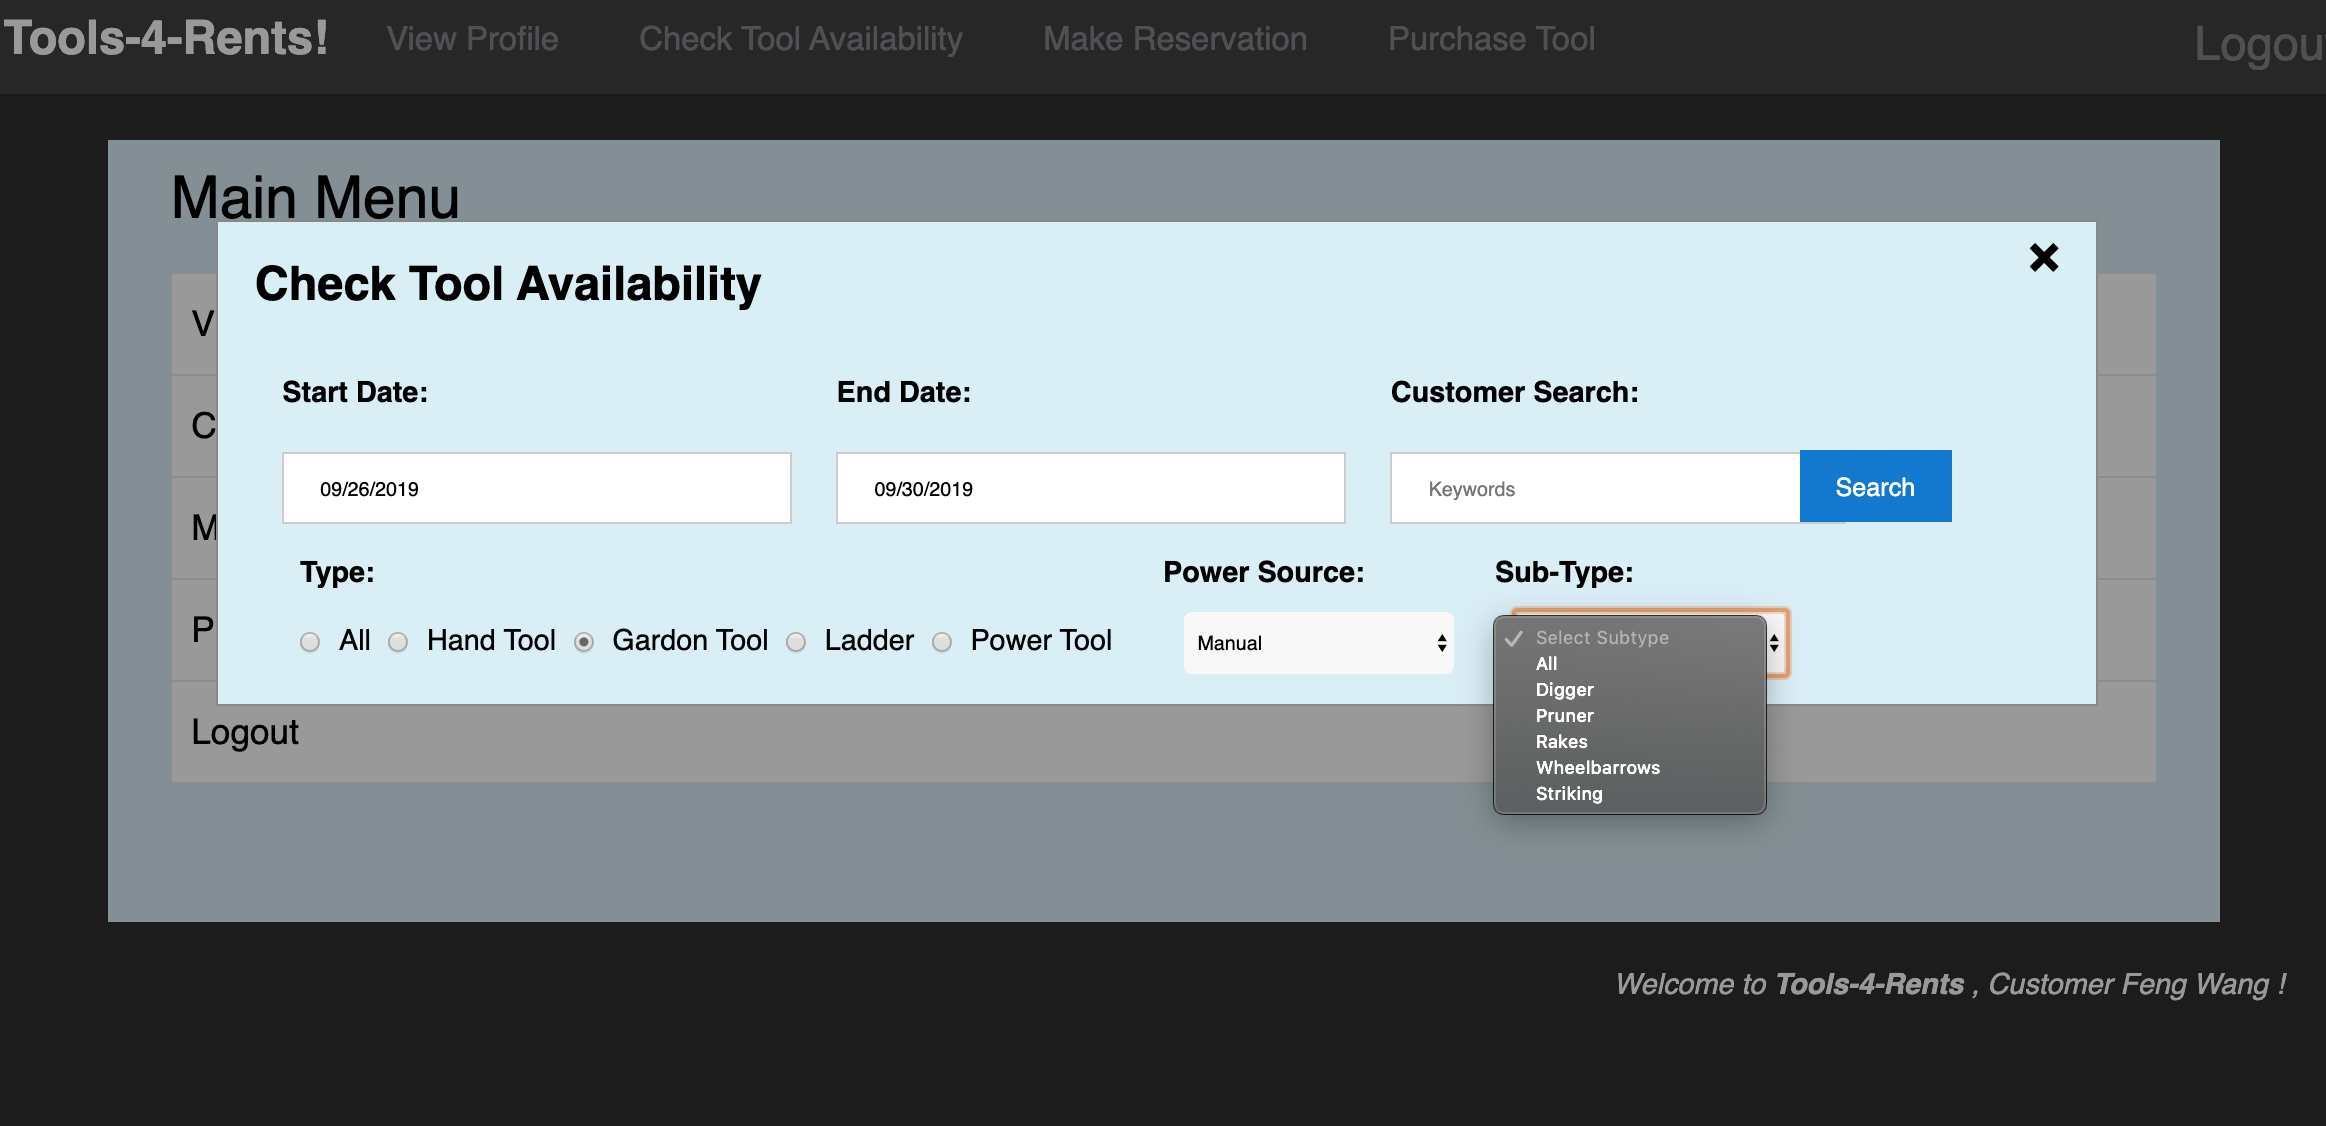 Tools-4-Rents! View Profile Check Tool Availability Make Reservation Purchase Tool Logou
Main Menu
Check Tool Availability
Start Date: End Date: Customer Search:
09/26/2019 09/30/2019 Keywords Search
Type: Power Source: Sub-Type:
All Hand Tool Gardon Tool Ladder Power Tool Manual
Select Subtype
All
Digger
Pruner
Rakes
Wheelbarrows
Striking
V
C
M
P
Logout
Welcome to Tools-4-Rents , Customer Feng Wang !